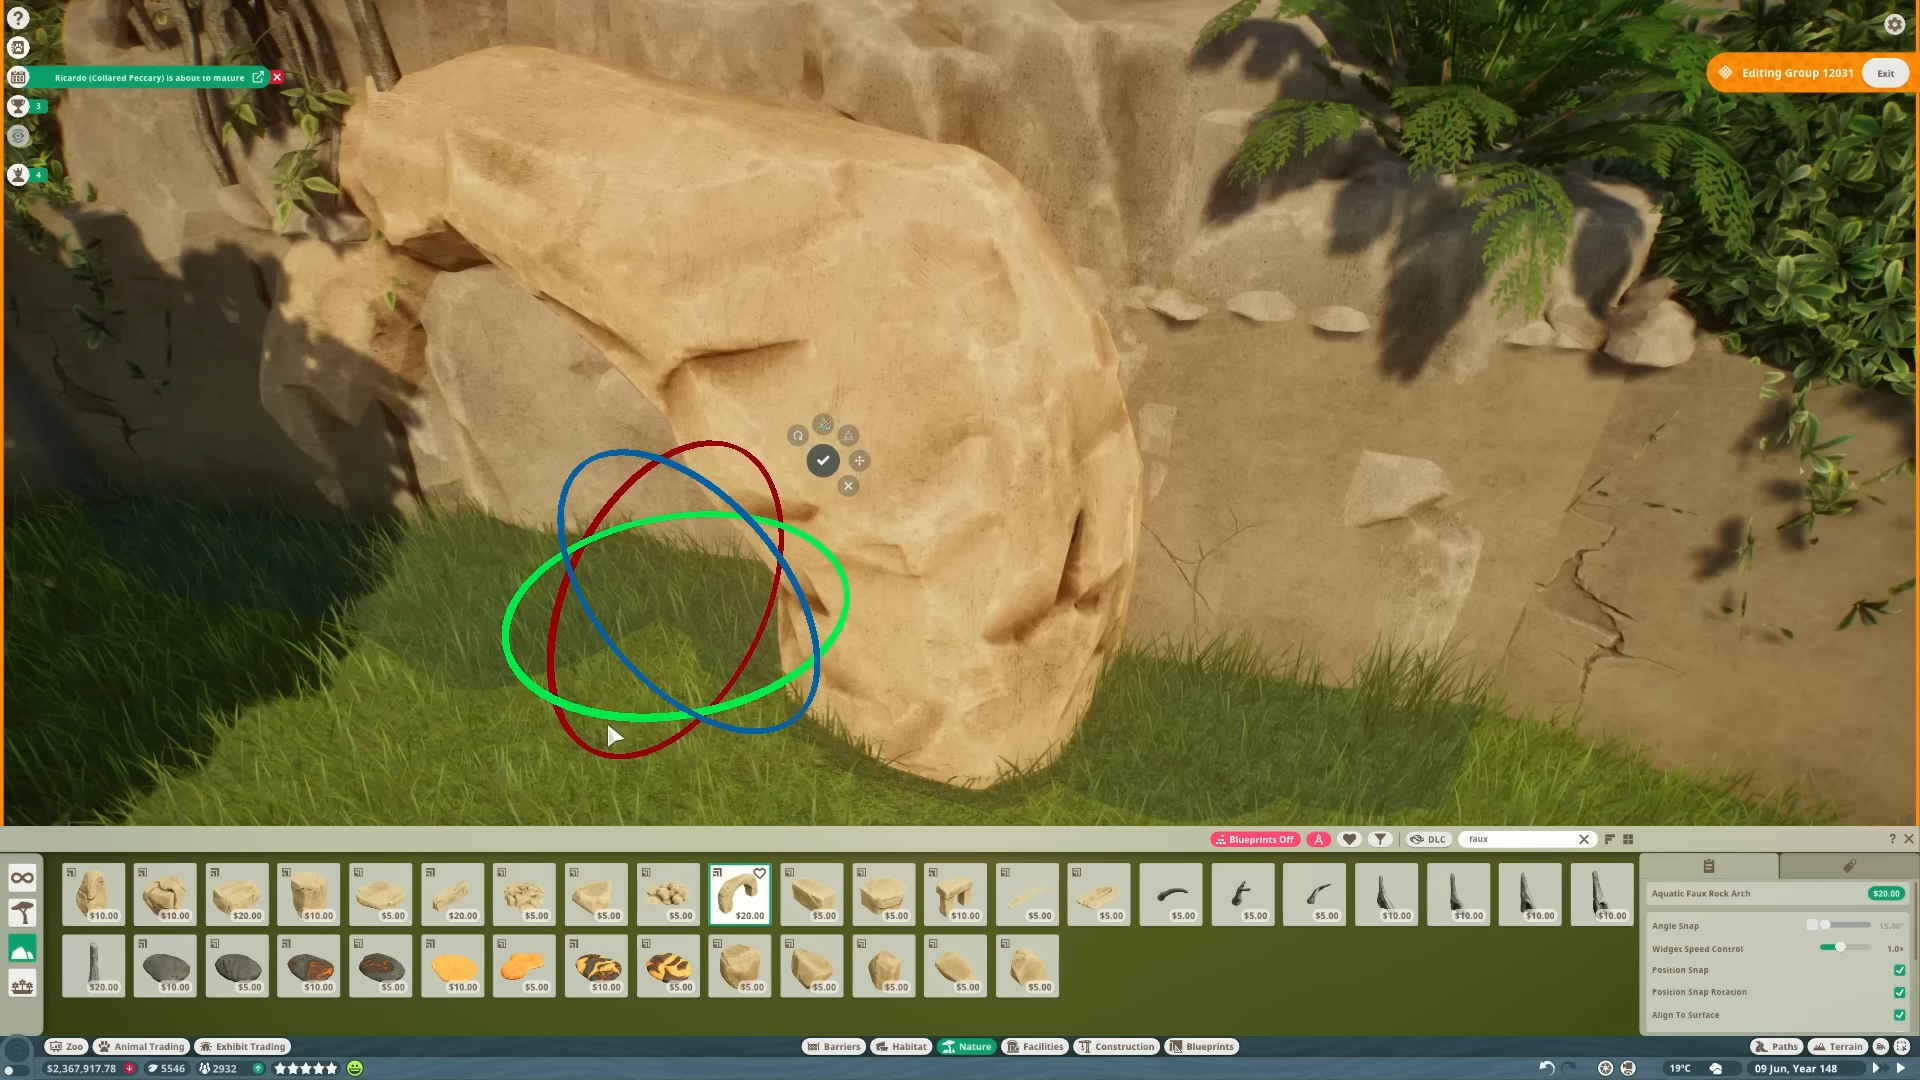 ?
Ricardo (Collared Peccary) is about to mature
3
4
Editing Group 12031
Exit
Blueprints Off
DLC
faux
?
$10.00 $10.00 $20.00 $10.00 $5.00 $20.00 $5.00 $5.00 $5.00 $20.00 $5.00 $5.00 $10.00 $5.00 $5.00 $5.00 $5.00 $5.00 $10.00 $10.00 $10.00 $10.00
$20.00 $10.00 $5.00 $10.00 $5.00 $10.00 $5.00 $10.00 $5.00 $5.00 $5.00 $5.00 $5.00 $5.00
Aquatic Faux Rock Arch $20.00
Angle Snap 15.00°
Widget Speed Control 1.0×
Position Snap
Position Snap Rotation
Align To Surface
Zoo Animal Trading Exhibit Trading Barriers Habitat Nature Facilities Construction Blueprints Paths Terrain
$2,367,917.78 5546 2932 19°C 09 Jun, Year 148